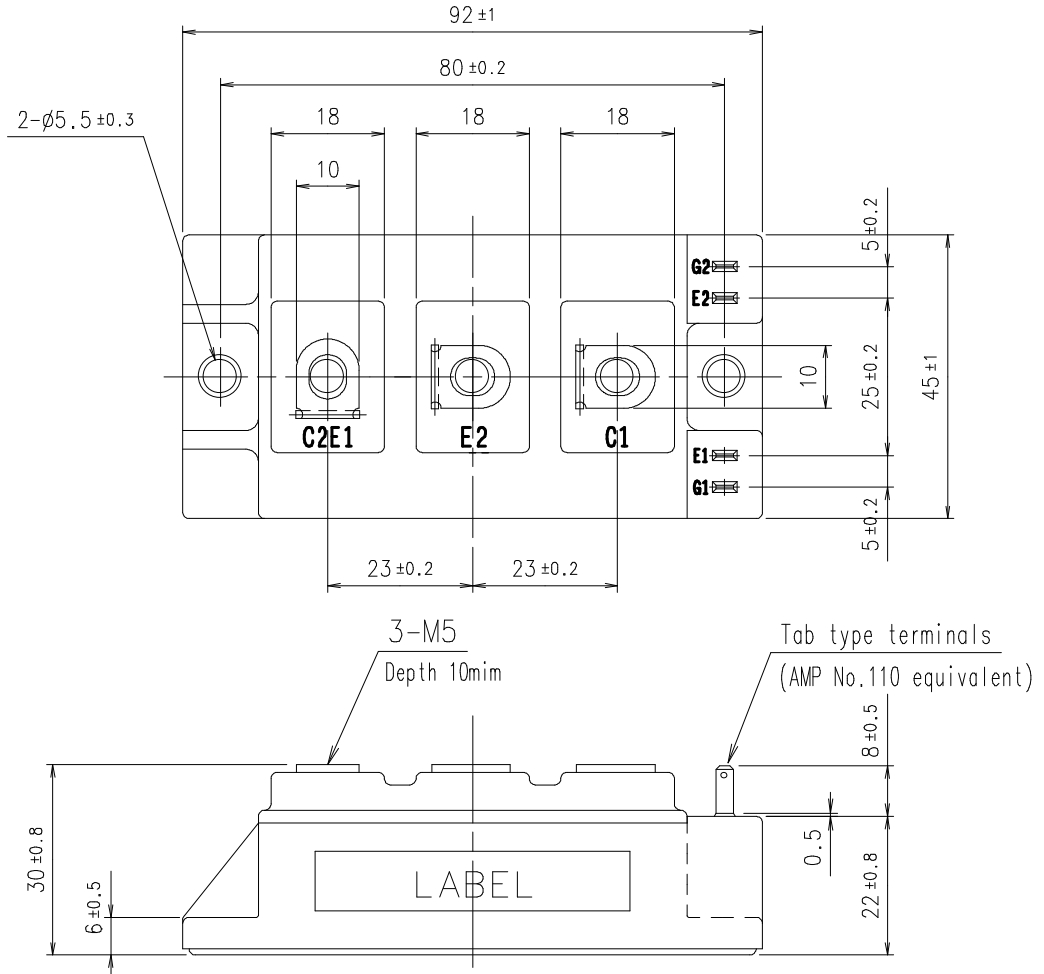 92 ±1
80 ±0.2
2-ø5.5 ±0.3
18
18
18
10
5 ±0.2
G2
E2
10
25 ±0.2
45 ±1
C2E1
E2
C1
E1
G1
5 ±0.2
23 ±0.2
23 ±0.2
3-M5
Depth 10mim
Tab type terminals
(AMP No.110 equivalent)
8 ±0.5
30 ±0.8
0.5
LABEL
6 ±0.5
22 ±0.8